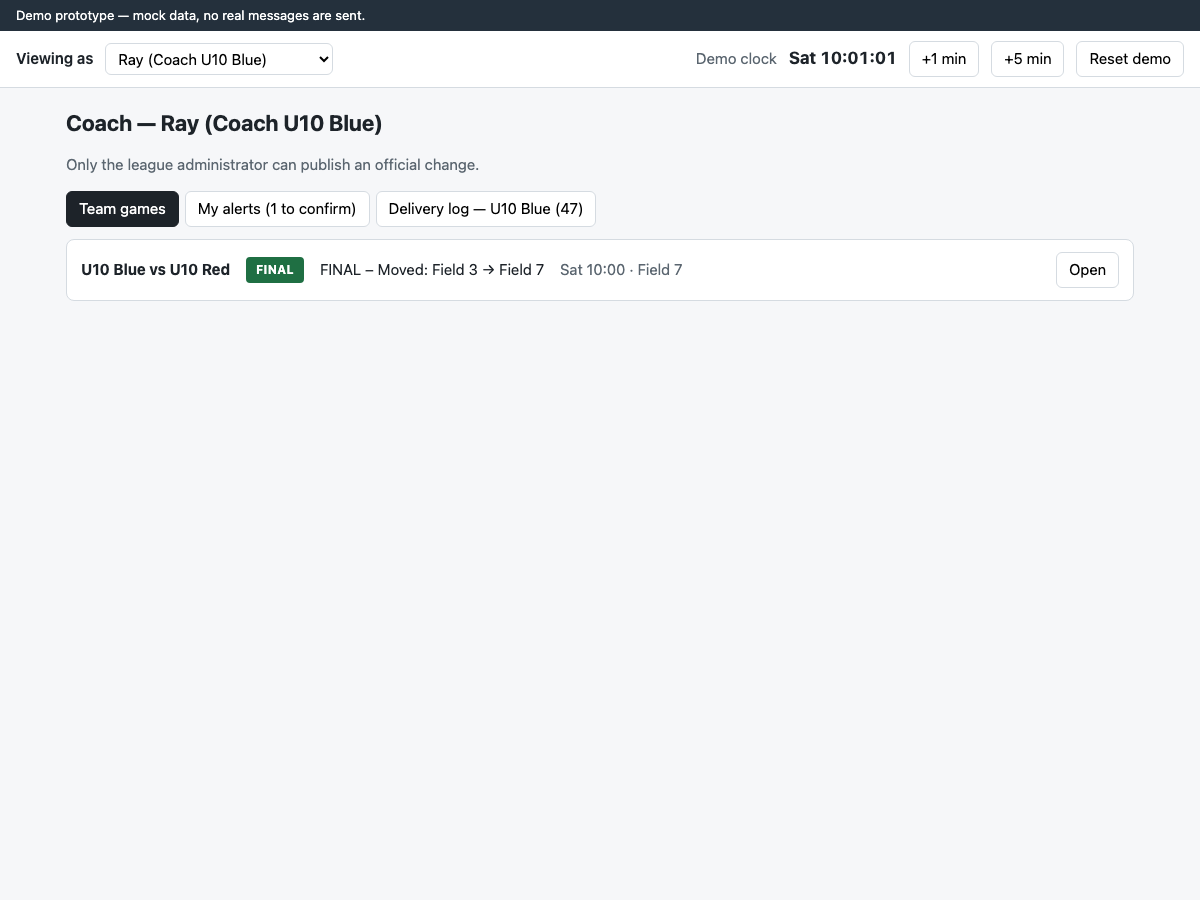 Demo prototype — mock data, no real messages are sent.
Viewing as Ray (Coach U10 Blue) Demo clock Sat 10:01:01 +1 min +5 min Reset demo
Coach — Ray (Coach U10 Blue)
Only the league administrator can publish an official change.
Team games My alerts (1 to confirm) Delivery log — U10 Blue (47)
U10 Blue vs U10 Red FINAL FINAL – Moved: Field 3 → Field 7 Sat 10:00 · Field 7 Open